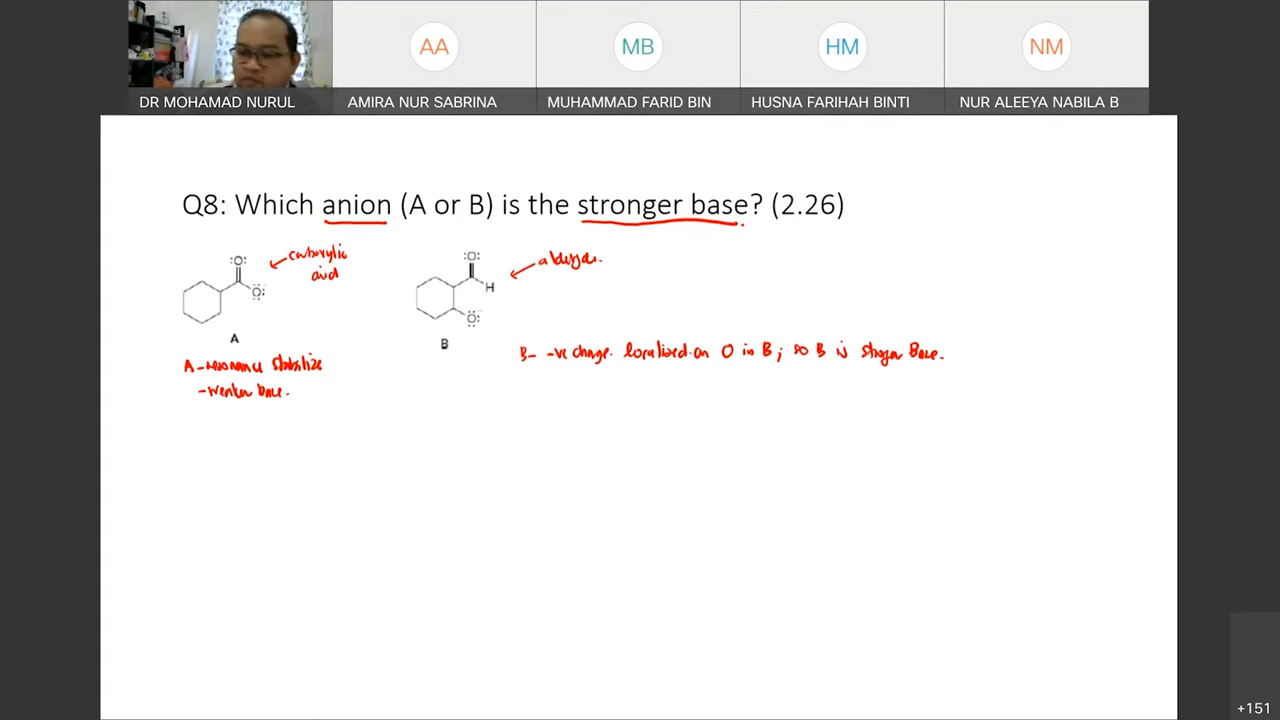 AA
MB
HM
NM
DR MOHAMAD NURUL
AMIRA NUR SABRINA
MUHAMMAD FARID BIN
HUSNA FARIHAH BINTI
NUR ALEEYA NABILA B
Q8: Which anion (A or B) is the stronger base? (2.26)
:O:
carboxylic
acid
:O:
A
:O:
H
:O:
B
A - resonance stabilize
- weaker base.
B - -ve charge localized on O in B; so B is stronger Base.
+151